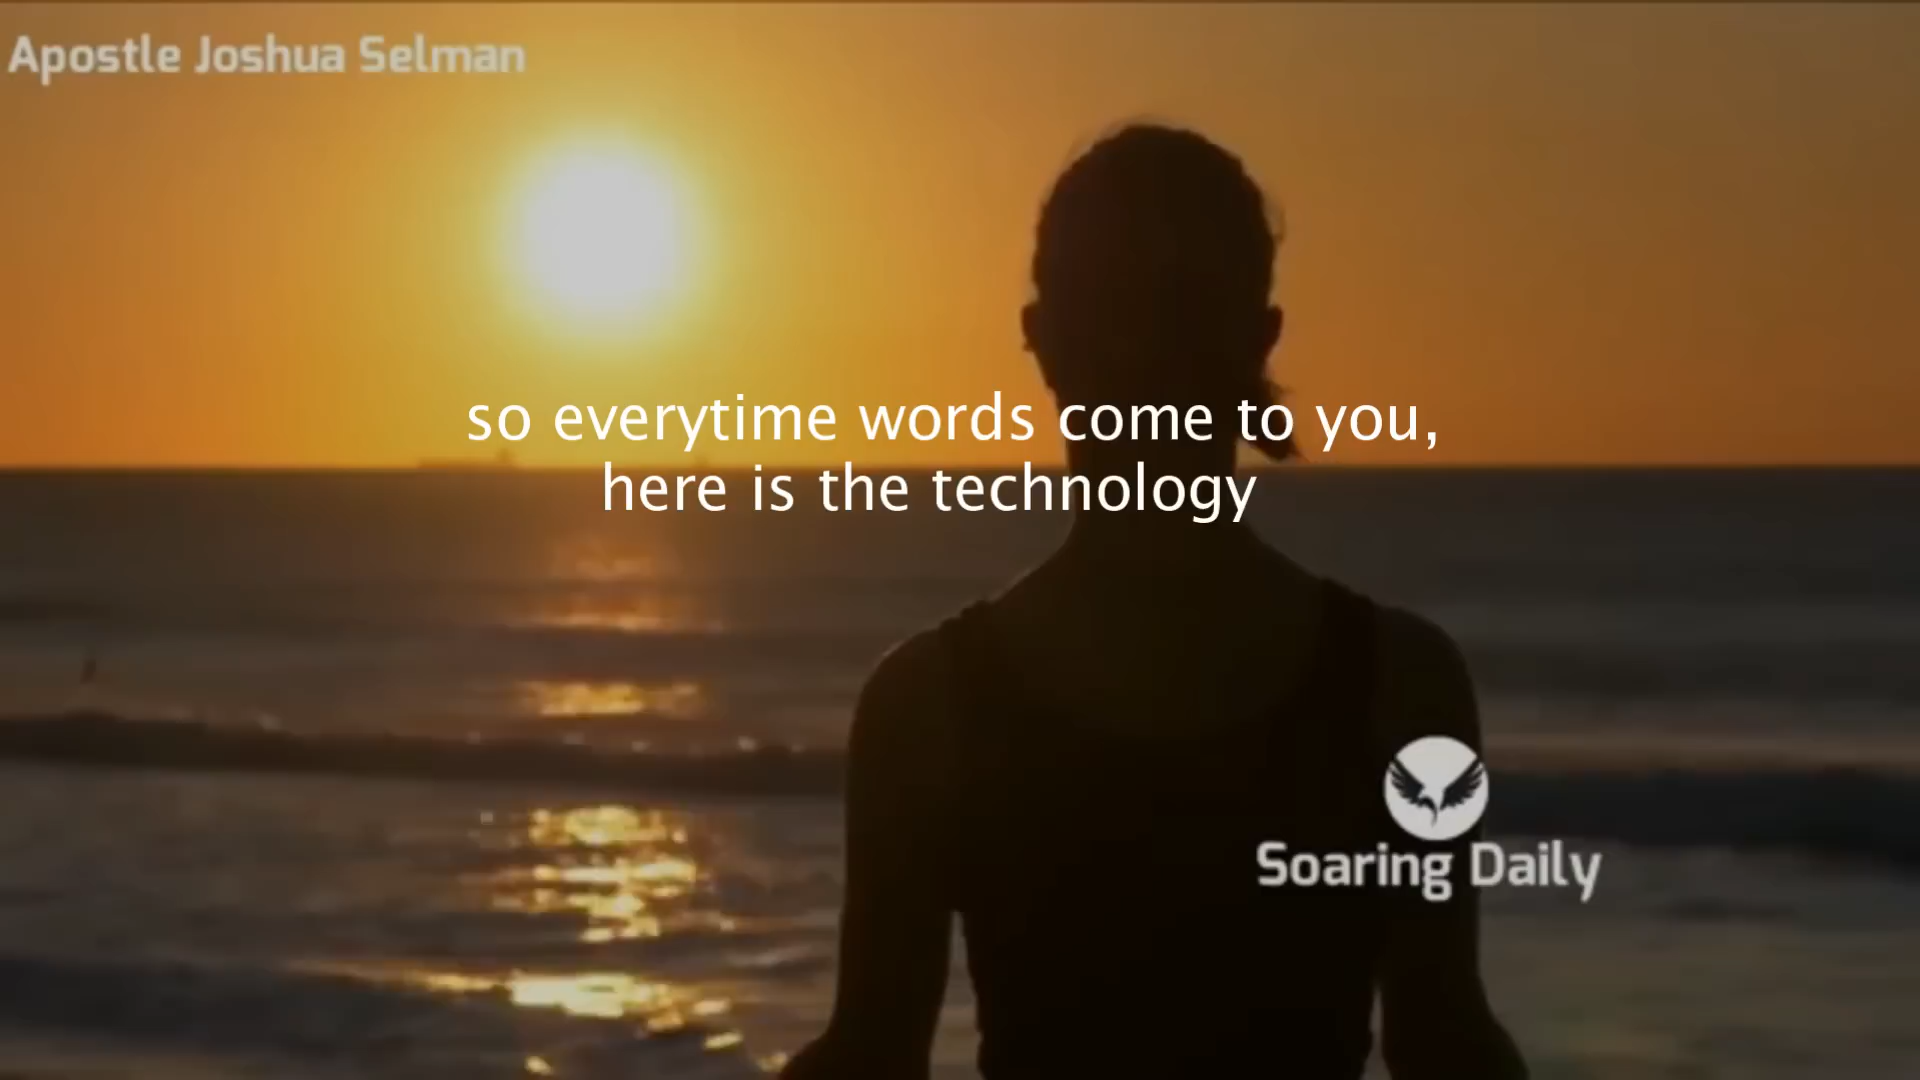 Apostle Joshua Selman
so everytime words come to you,
here is the technology
Soaring Daily